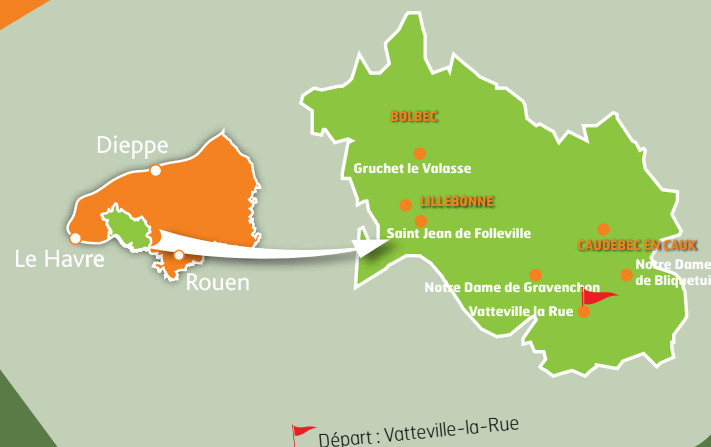 Dieppe
Le Havre
Rouen
BOLBEC
Gruchet le Valasse
LILLEBONNE
Saint Jean de Folleville
CAUDEBEC EN CAUX
Notre Dame
de Bliquetui
Notre Dame de Gravenchon
Vatteville la Rue
Départ : Vatteville-la-Rue